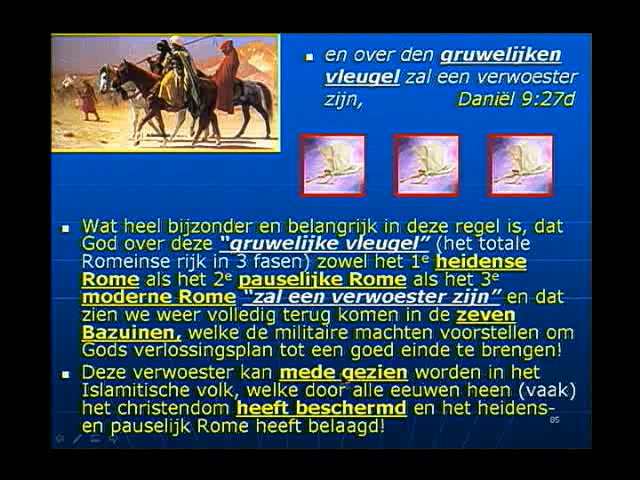 en over den gruwelijken
vleugel zal een verwoester
zijn, Daniël 9:27d
Wat heel bijzonder en belangrijk in deze regel is, dat
God over deze “gruwelijke vleugel” (het totale
Romeinse rijk in 3 fasen) zowel het 1e heidense
Rome als het 2e pauselijke Rome als het 3e
moderne Rome “zal een verwoester zijn” en dat
zien we weer volledig terug komen in de zeven
Bazuinen, welke de militaire machten voorstellen om
Gods verlossingsplan tot een goed einde te brengen!
Deze verwoester kan mede gezien worden in het
Islamitische volk, welke door alle eeuwen heen (vaak)
het christendom heeft beschermd en het heidens-
en pauselijk Rome heeft belaagd!
85